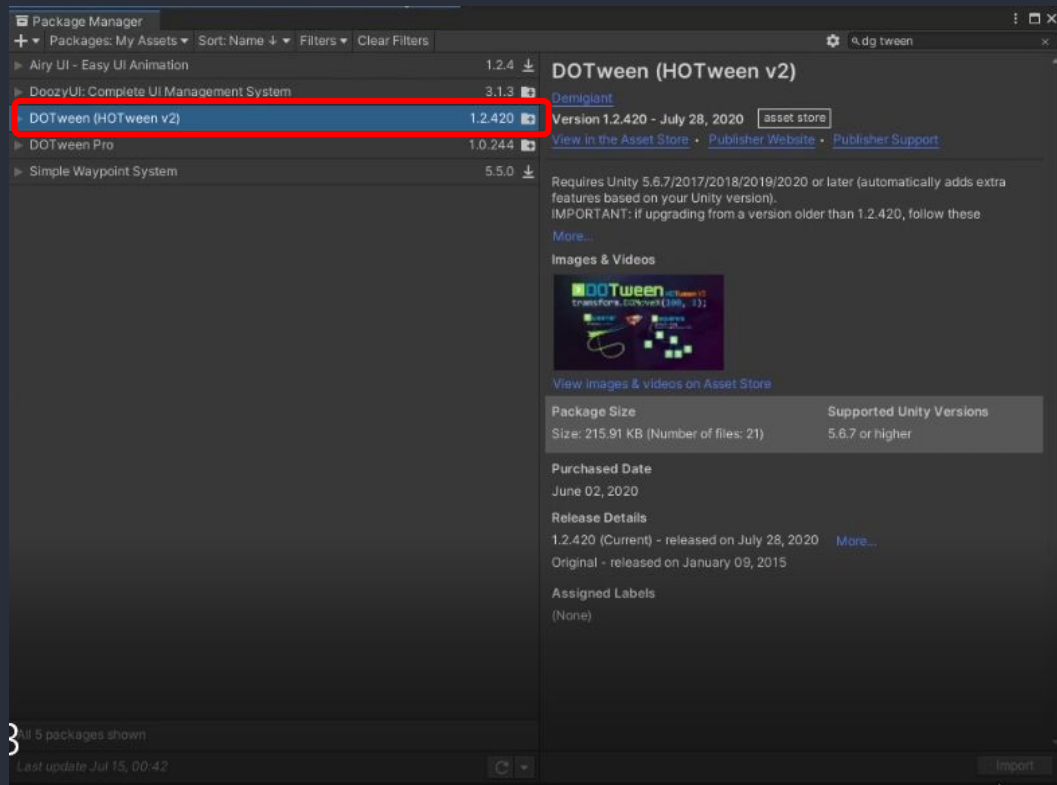 Package Manager
+ Packages: My Assets Sort: Name ↓ Filters Clear Filters dg tween
Airy UI - Easy UI Animation 1.2.4
DoozyUI: Complete UI Management System 3.1.3
DOTween (HOTween v2) 1.2.420
DOTween Pro 1.0.244
Simple Waypoint System 5.5.0
All 5 packages shown
Last update Jul 15, 00:42
DOTween (HOTween v2)
Demigiant
Version 1.2.420 - July 28, 2020 asset store
View in the Asset Store • Publisher Website • Publisher Support
Requires Unity 5.6.7/2017/2018/2019/2020 or later (automatically adds extra
features based on your Unity version).
IMPORTANT: if upgrading from a version older than 1.2.420, follow these
More...
Images & Videos
DOTween HOTween v2
transform.DOMoveX(100, 1);
View images & videos on Asset Store
Package Size Supported Unity Versions
Size: 215.91 KB (Number of files: 21) 5.6.7 or higher
Purchased Date
June 02, 2020
Release Details
1.2.420 (Current) - released on July 28, 2020 More...
Original - released on January 09, 2015
Assigned Labels
(None)
Import